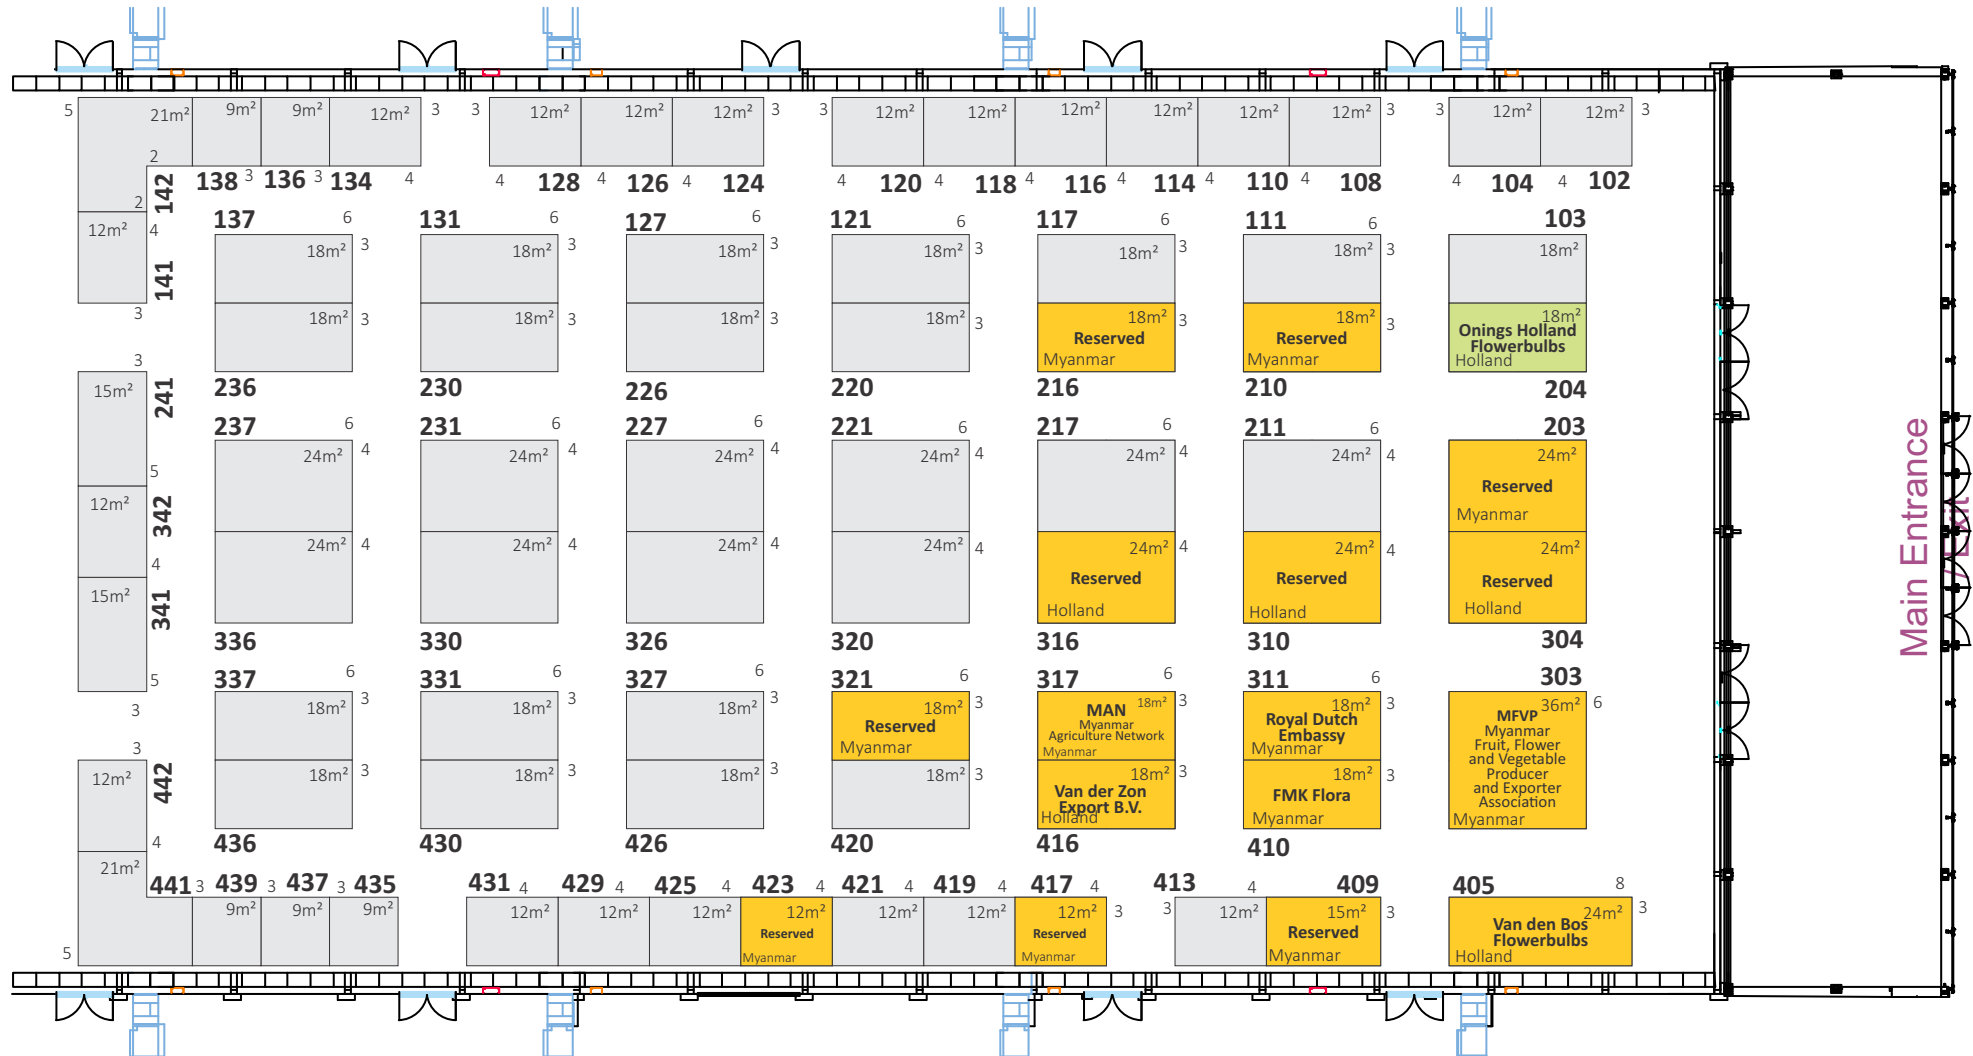 5 21m² 9m² 9m² 12m² 3 3 12m² 12m² 12m² 3 3 12m² 12m² 12m² 12m² 12m² 12m² 3 3 12m² 12m² 3
2
142 138 3 136 3 134 4 4 128 4 126 4 124 4 120 4 118 4 116 4 114 4 110 4 108 4 104 4 102
2
137 6 131 6 127 6 121 6 117 6 111 6 103
12m² 4 18m² 3 18m² 3 18m² 3 18m² 3 18m² 3 18m² 3 18m²
141
3 18m² 3 18m² 3 18m² 3 18m² 3 18m² 3 18m² 3 18m²
Reserved
Myanmar
Reserved
Myanmar
Onings Holland
Flowerbulbs
Holland
3
236 230 226 220 216 210 204
15m² 241
237 6 231 6 227 6 221 6 217 6 211 6 203
24m² 4 24m² 4 24m² 4 24m² 4 24m² 4 24m² 4 24m²
5
Reserved
Myanmar
12m² 342
24m² 4 24m² 4 24m² 4 24m² 4 24m² 4 24m² 4 24m²
4
Reserved
Holland
Reserved
Holland
Reserved
Holland
15m² 341
336 330 326 320 316 310 304
Main Entrance
/Exit
5
337 6 331 6 327 6 321 6 317 6 311 6 303
3 18m² 3 18m² 3 18m² 3 18m² 3 18m² 3 18m² 3 36m² 6
Reserved
Myanmar
MAN
Myanmar
Agriculture Network
Myanmar
Royal Dutch
Embassy
Myanmar
MFVP
Myanmar
Fruit, Flower
and Vegetable
Producer
and Exporter
Association
Myanmar
3
12m² 442 18m² 3 18m² 3 18m² 3 18m² 3 18m² 3 18m² 3
Van der Zon
Export B.V.
Holland
FMK Flora
Myanmar
4
436 430 426 420 416 410
21m²
441 3 439 3 437 3 435 431 4 429 4 425 4 423 4 421 4 419 4 417 4 413 4 409 405 8
9m² 9m² 9m² 12m² 12m² 12m² 12m² 12m² 12m² 12m² 3 3 12m² 15m² 3 24m² 3
5
Reserved
Myanmar
Reserved
Myanmar
Reserved
Myanmar
Van den Bos
Flowerbulbs
Holland